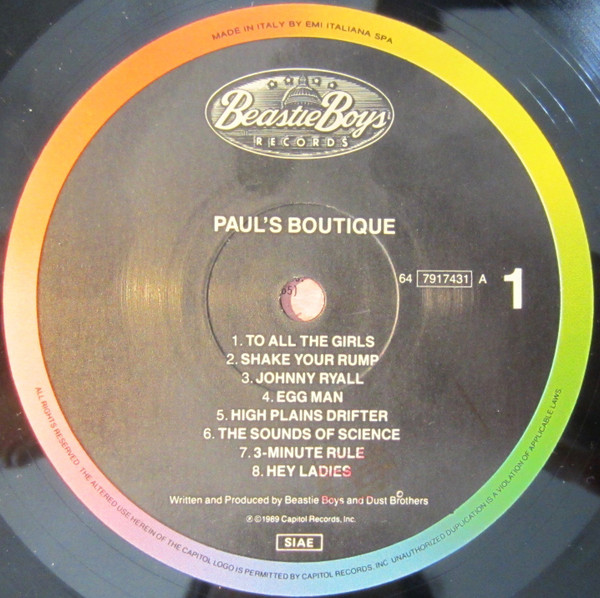 MADE IN ITALY BY EMI ITALIANA SPA
Beastie Boys
RECORDS
PAUL'S BOUTIQUE
64 7917431 A
1
1. TO ALL THE GIRLS
2. SHAKE YOUR RUMP
3. JOHNNY RYALL
4. EGG MAN
5. HIGH PLAINS DRIFTER
6. THE SOUNDS OF SCIENCE
7. 3-MINUTE RULE
8. HEY LADIES
Written and Produced by Beastie Boys and Dust Brothers
℗ ©1989 Capitol Records, Inc.
SIAE
ALL RIGHTS RESERVED. THE ALTERED USE HEREIN OF THE CAPITOL LOGO IS PERMITTED BY CAPITOL RECORDS, INC. UNAUTHORIZED DUPLICATION IS A VIOLATION OF APPLICABLE LAWS.